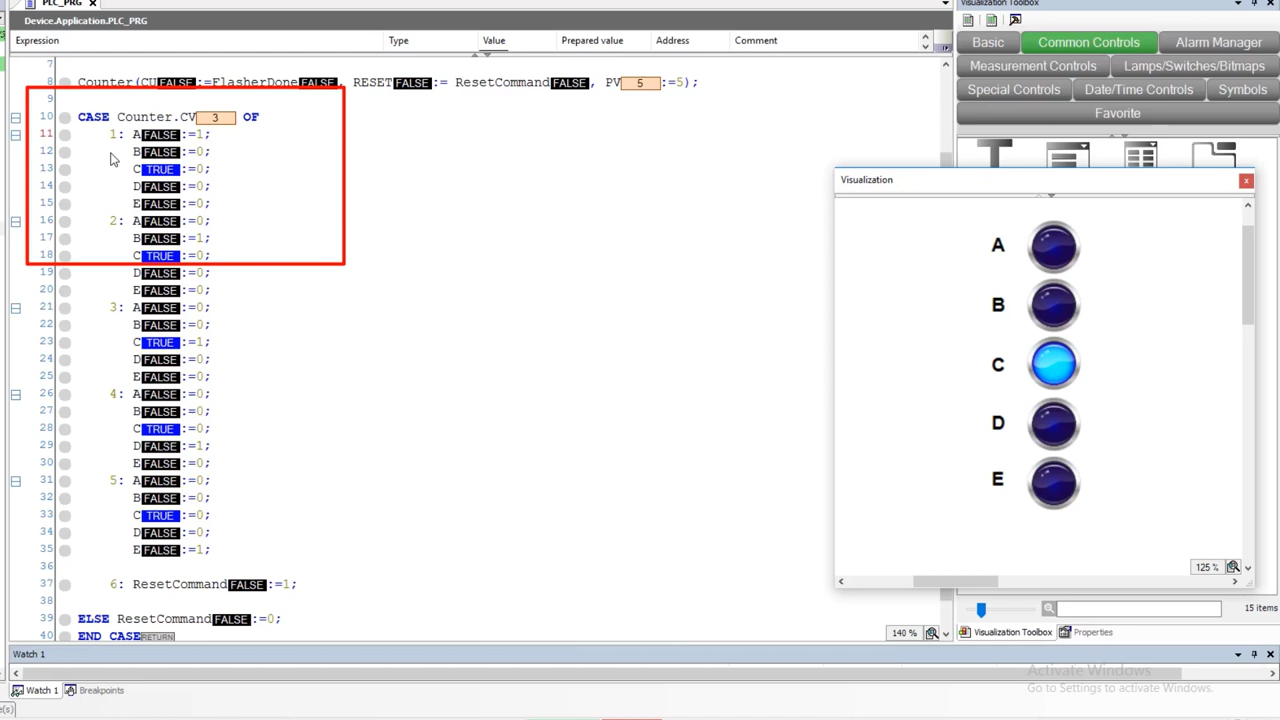 PLC_PRG
Visualization Toolbox
Device.Application.PLC_PRG
Expression Type Value Prepared value Address Comment
Basic Common Controls Alarm Manager
Measurement Controls Lamps/Switches/Bitmaps
Special Controls Date/Time Controls Symbols
Favorite
7
8 Counter(CU FALSE :=FlasherDone FALSE , RESET FALSE := ResetCommand FALSE , PV 5 :=5);
9
10 CASE Counter.CV 3 OF
11 1: A FALSE :=1;
12 B FALSE :=0;
13 C TRUE :=0;
14 D FALSE :=0;
15 E FALSE :=0;
16 2: A FALSE :=0;
17 B FALSE :=1;
18 C TRUE :=0;
19 D FALSE :=0;
20 E FALSE :=0;
21 3: A FALSE :=0;
22 B FALSE :=0;
23 C TRUE :=1;
24 D FALSE :=0;
25 E FALSE :=0;
26 4: A FALSE :=0;
27 B FALSE :=0;
28 C TRUE :=0;
29 D FALSE :=1;
30 E FALSE :=0;
31 5: A FALSE :=0;
32 B FALSE :=0;
33 C TRUE :=0;
34 D FALSE :=0;
35 E FALSE :=1;
36
37 6: ResetCommand FALSE :=1;
38
39 ELSE ResetCommand FALSE :=0;
40 END CASE RETURN
140 %
Visualization
A
B
C
D
E
125 %
15 items
Visualization Toolbox Properties
Watch 1
Watch 1 Breakpoints
Activate Windows
Go to Settings to activate Windows.